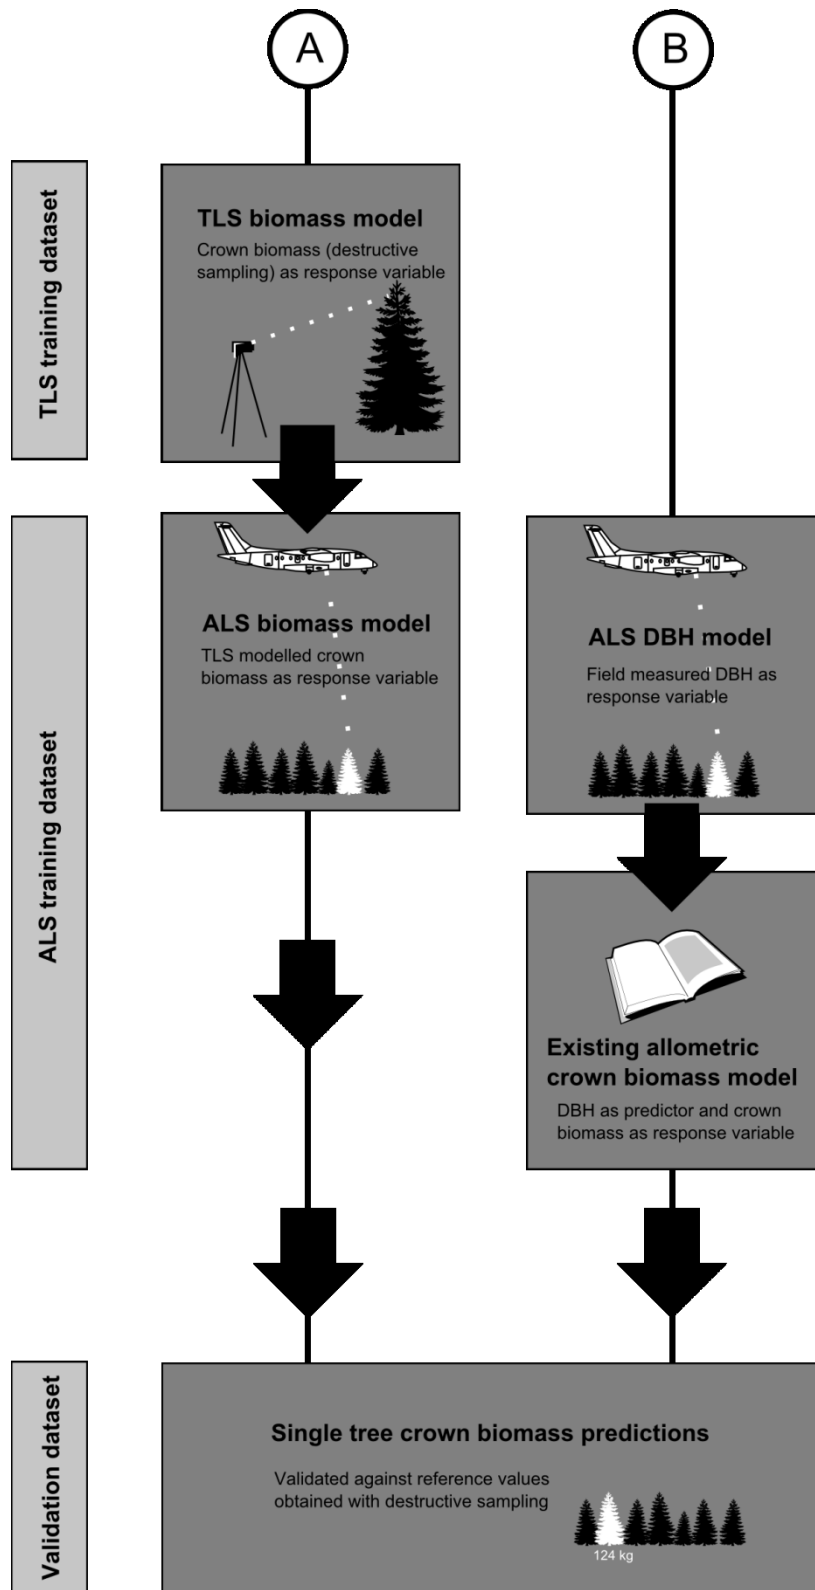 A
B
TLS training dataset
TLS biomass model
Crown biomass (destructive
sampling) as response variable
ALS training dataset
ALS biomass model
TLS modelled crown
biomass as response variable
ALS DBH model
Field measured DBH as
response variable
Existing allometric
crown biomass model
DBH as predictor and crown
biomass as response variable
Validation dataset
Single tree crown biomass predictions
Validated against reference values
obtained with destructive sampling
124 kg